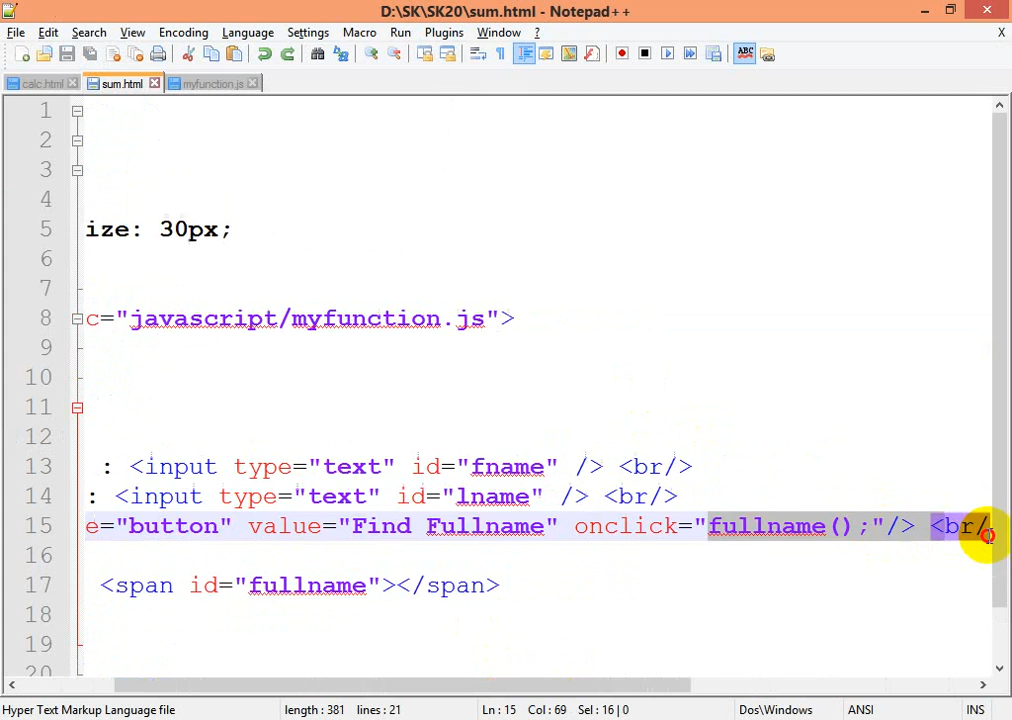 D:\SK\SK20\sum.html - Notepad++
File Edit Search View Encoding Language Settings Macro Run Plugins Window ? X
calc.html sum.html myfunction.js
1
2
3
4
5 ize: 30px;
6
7
8 c="javascript/myfunction.js">
9
10
11
12
13 : <input type="text" id="fname" /> <br/>
14 : <input type="text" id="lname" /> <br/>
15 e="button" value="Find Fullname" onclick="fullname();"/> <br/
16
17 <span id="fullname"></span>
18
19
20
Hyper Text Markup Language file length : 381 lines : 21 Ln : 15 Col : 69 Sel : 16 | 0 Dos\Windows ANSI INS